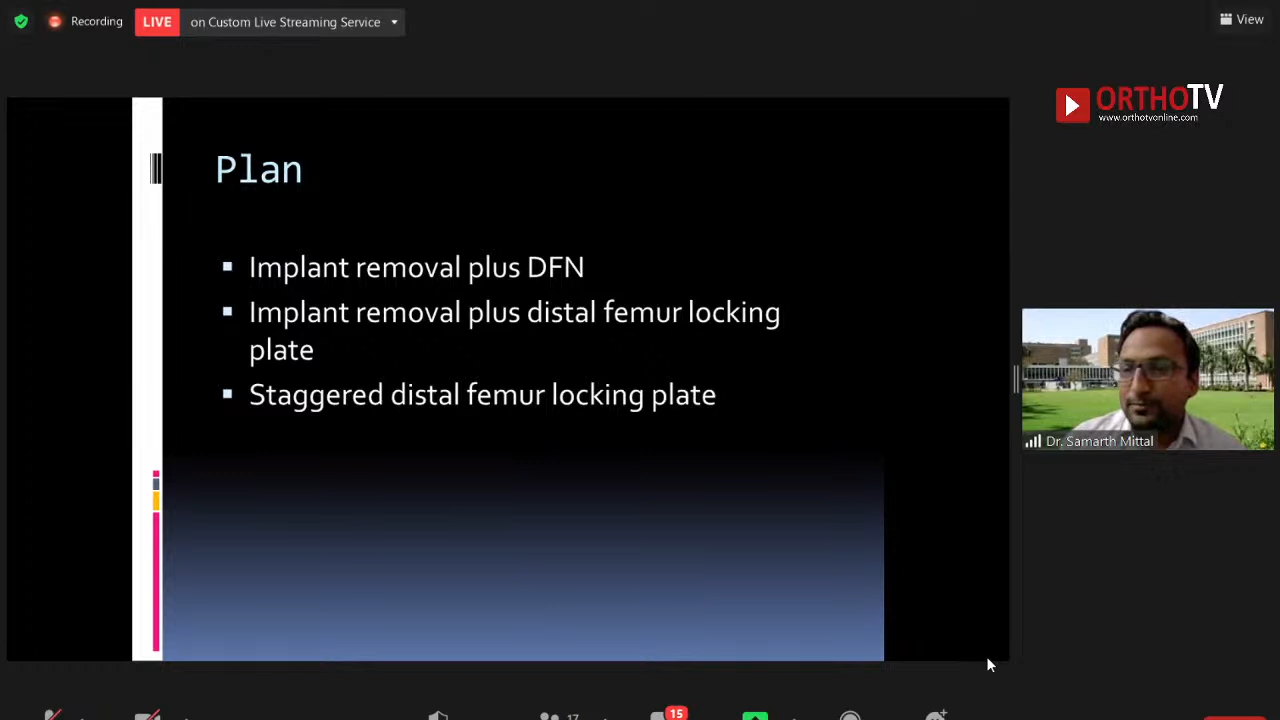 Recording
LIVE
on Custom Live Streaming Service
View
ORTHOTV
www.orthotvonline.com
Plan
Implant removal plus DFN
Implant removal plus distal femur locking
plate
Staggered distal femur locking plate
Dr. Samarth Mittal
17
15